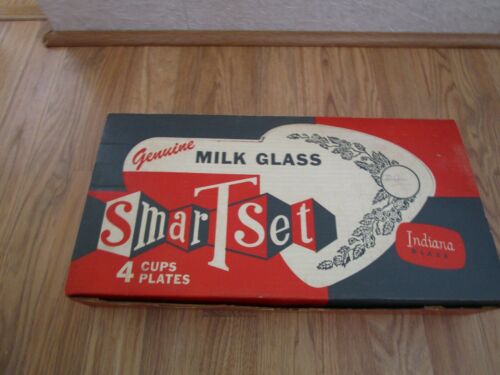 Genuine
MILK GLASS
SmarTset
4 CUPS
PLATES
Indiana
GLASS